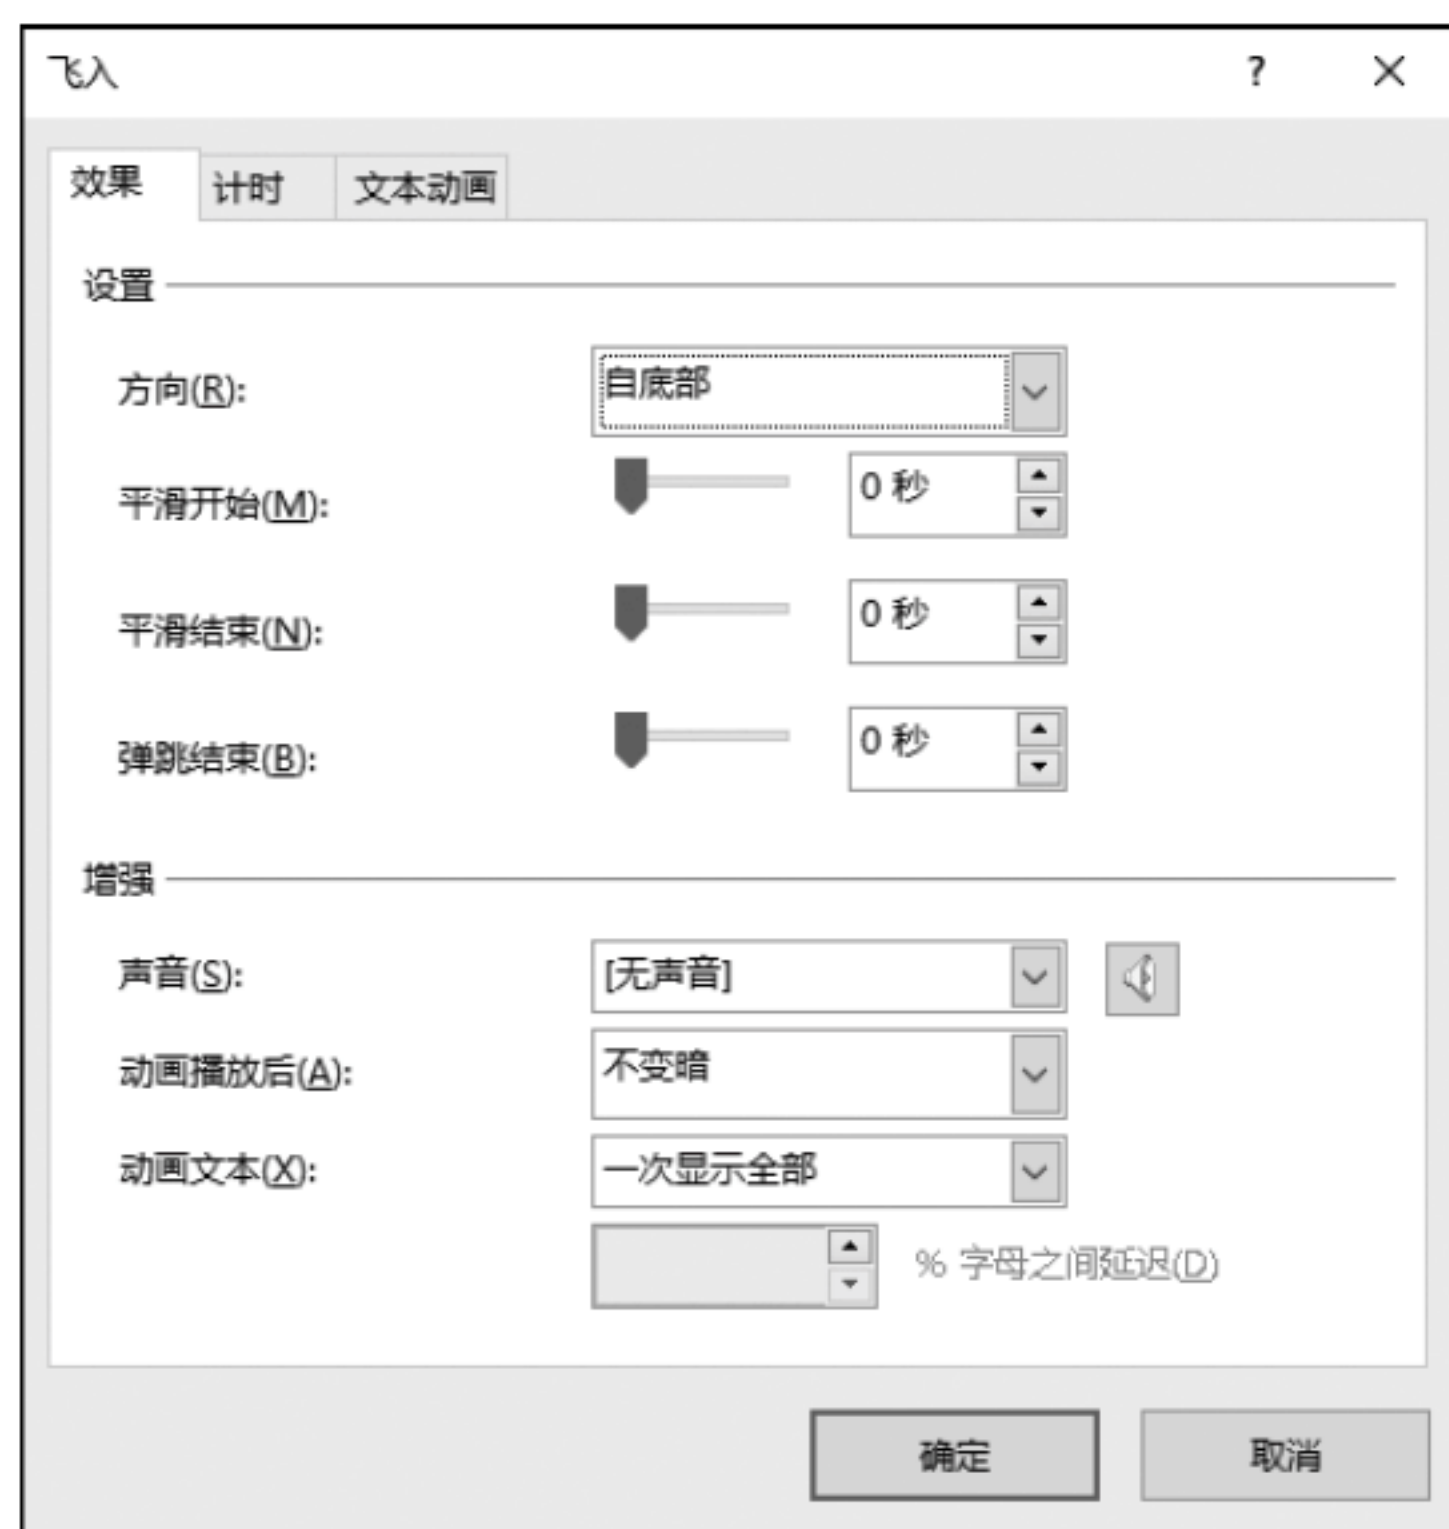 飞入 ? ×
效果 计时 文本动画
设置
方向(R): 自底部
平滑开始(M): 0 秒
平滑结束(N): 0 秒
弹跳结束(B): 0 秒
增强
声音(S): [无声音]
动画播放后(A): 不变暗
动画文本(X): 一次显示全部
% 字母之间延迟(D)
确定 取消